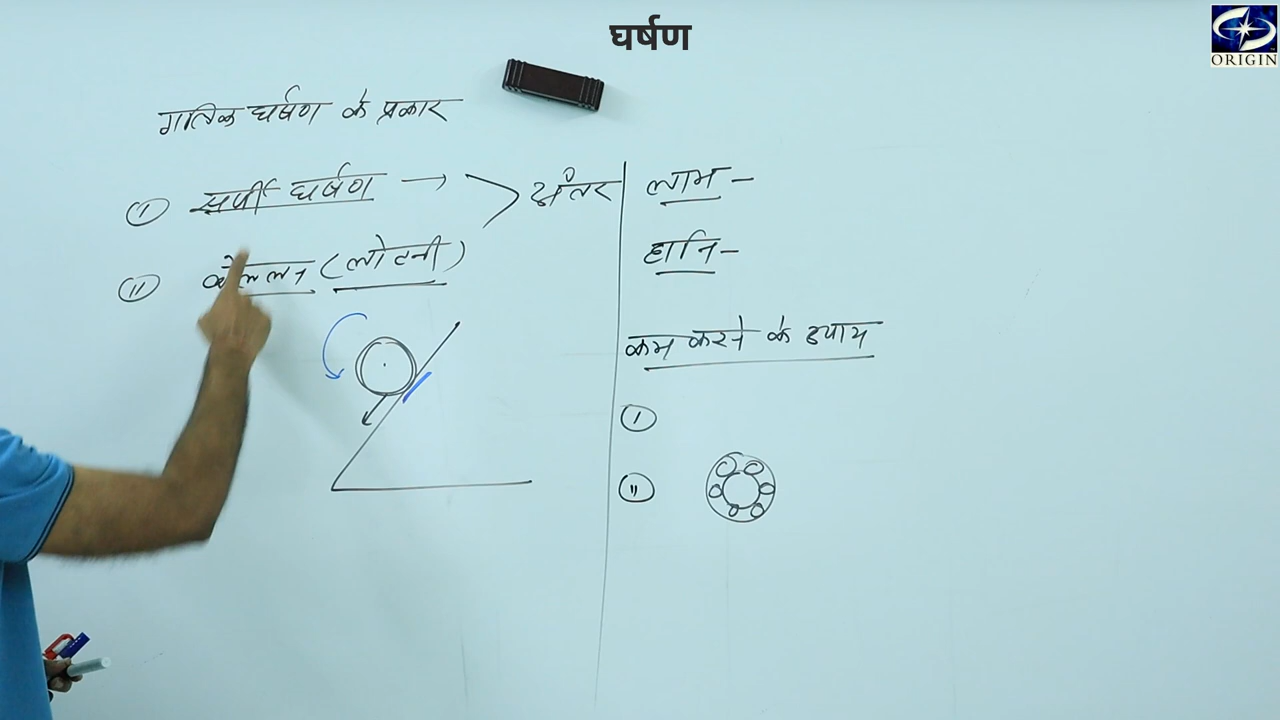 घर्षण
ORIGIN
गतिक घर्षण के प्रकार
(I) सर्पी घर्षण → > अंतर
(II) वेल्लन (लोटनी)
लाभ -
हानि -
कम करने के उपाय
(I)
(II)